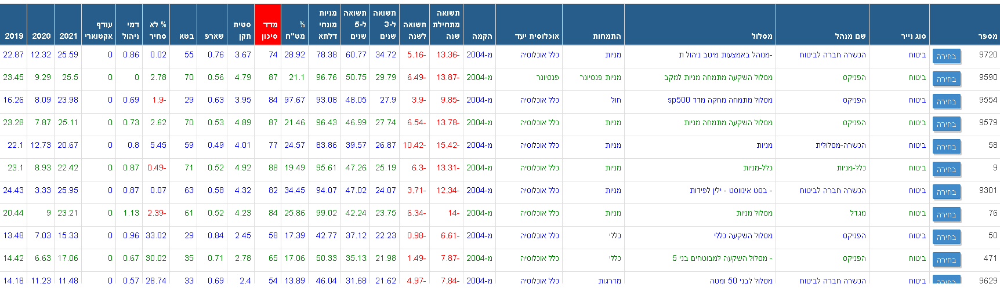 מספר סוג נייר שם מנהל מסלול התמחות אוכלוסית יעד הקמה תשואה מתחילת שנה תשואה לשנה תשואה ל-3 שנים תשואה ל-5 שנים מניות מונחי דלתא % מט"ח מדד סיכון סטית תקן שארפ בטא % לא סחיר דמי ניהול עודף אקטוארי 2021 2020 2019
9720 בחירה ביטוח הכשרה חברה לביטוח -מנוהל באמצעות מיטב ניהול ת מניות כלל אוכלוסיה מ-2004 13.36- 5.16- 34.72 60.77 78.38 28.92 74 3.67 0.76 55 0.02 0.86 0 25.59 12.32 22.87
9590 בחירה ביטוח הפניקס מסלול השקעה מתמחה מניות למקב מניות פנסיונר פנסיונר מ-2004 13.87- 6.49- 29.79 50.75 96.76 21.1 87 4.79 0.56 70 2.78 0 0 25.5 9.29 23.45
9554 בחירה ביטוח הפניקס מסלול מתמחה מחקה מדד sp500 חול כלל אוכלוסיה מ-2004 9.85- 3.9- 27.9 48.05 93.08 97.67 84 3.95 0.63 29 1.9- 0.69 0 23.98 8.09 16.26
9579 בחירה ביטוח הפניקס מסלול השקעה מתמחה מניות מניות כלל אוכלוסיה מ-2004 13.78- 6.54- 27.74 46.99 96.43 21.46 87 4.89 0.53 70 2.62 0.73 0 25.11 7.87 23.28
58 בחירה ביטוח הכשרה-מסלולית מניות מניות כלל אוכלוסיה מ-2004 15.42- 10.42- 26.87 39.57 83.86 24.57 77 4.01 0.49 59 5.45 0.8 0 20.67 12.73 22.1
9 בחירה ביטוח כלל-מניות כלל-מניות מניות כלל אוכלוסיה מ-2004 13.31- 6.3- 25.19 47.26 95.61 19.49 88 4.92 0.52 71 0.49- 0.87 0 22.42 8.93 23.1
9301 בחירה ביטוח הכשרה חברה לביטוח - בסט אינווסט - ילין לפידות מניות כלל אוכלוסיה מ-2004 12.34- 3.71- 24.07 47.02 94.07 34.45 82 4.32 0.58 63 0.07 0.87 0 25.95 3.33 24.43
76 בחירה ביטוח מגדל מסלול מניות מניות כלל אוכלוסיה מ-2004 14- 6.34- 23.75 42.24 99.02 25.86 84 4.23 0.52 61 2.39- 1.13 0 23.21 9 20.44
50 בחירה ביטוח הפניקס מסלול השקעה כללי כללי כלל אוכלוסיה מ-2004 6.61- 0.98- 22.23 37.12 42.77 17.39 58 2.45 0.84 29 33.02 0.96 0 15.33 7.03 13.48
471 בחירה ביטוח הפניקס - מסלול השקעה למבוטחים בני 5 כללי כלל אוכלוסיה מ-2004 7.87- 1.49- 21.98 35.13 50.33 17.06 65 2.78 0.71 35 30.02 0.67 0 17.06 6.63 14.42
9629 בחירה ביטוח הכשרה חברה לביטוח מסלול לבני 50 ומטה מדרגות כלל אוכלוסיה מ-2004 7.84- 4.97- 21.62 31.68 46.04 13.89 54 2.4 0.69 33 28.74 0.57 0 11.48 11.23 14.18